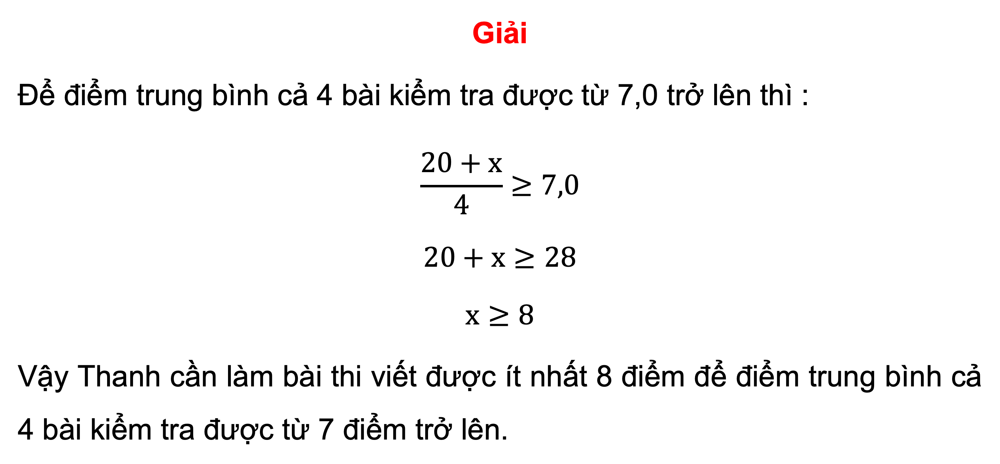 Giải
Để điểm trung bình cả 4 bài kiểm tra được từ 7,0 trở lên thì :
(20 + x)/4 ≥ 7,0
20 + x ≥ 28
x ≥ 8
Vậy Thanh cần làm bài thi viết được ít nhất 8 điểm để điểm trung bình cả
4 bài kiểm tra được từ 7 điểm trở lên.